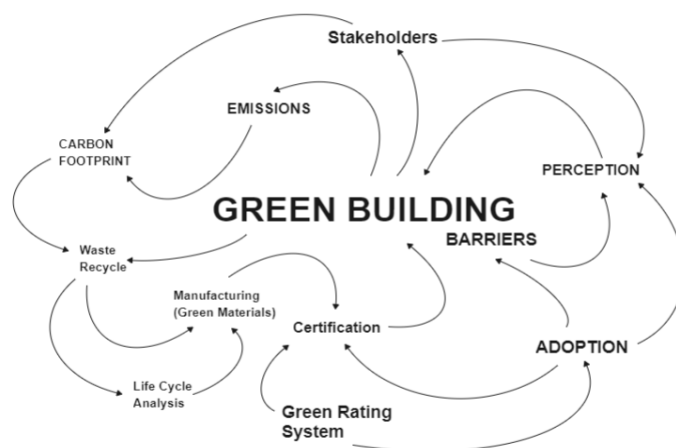 Stakeholders
EMISSIONS
CARBON
FOOTPRINT
PERCEPTION
GREEN BUILDING
BARRIERS
Waste
Recycle
Manufacturing
(Green Materials)
Certification
ADOPTION
Life Cycle
Analysis
Green Rating
System